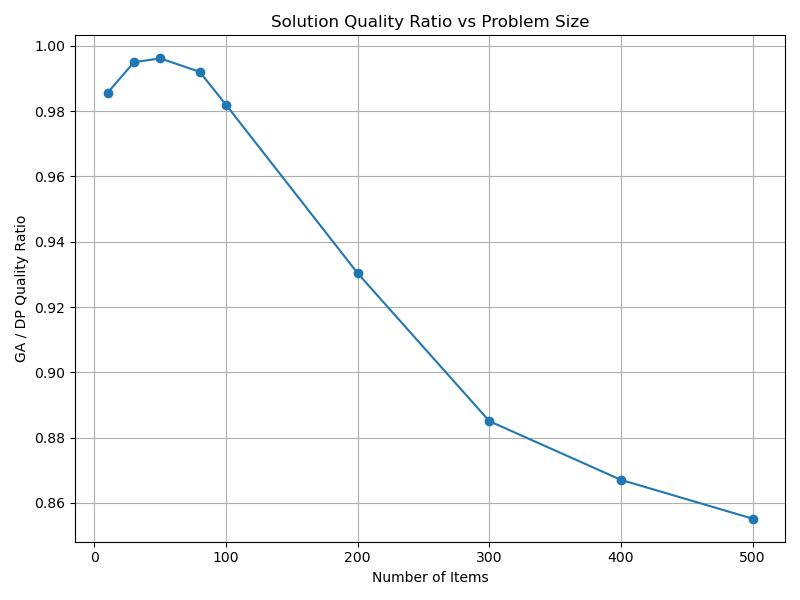 Solution Quality Ratio vs Problem Size
1.00
0.98
0.96
0.94
0.92
0.90
0.88
0.86
GA / DP Quality Ratio
0 100 200 300 400 500
Number of Items